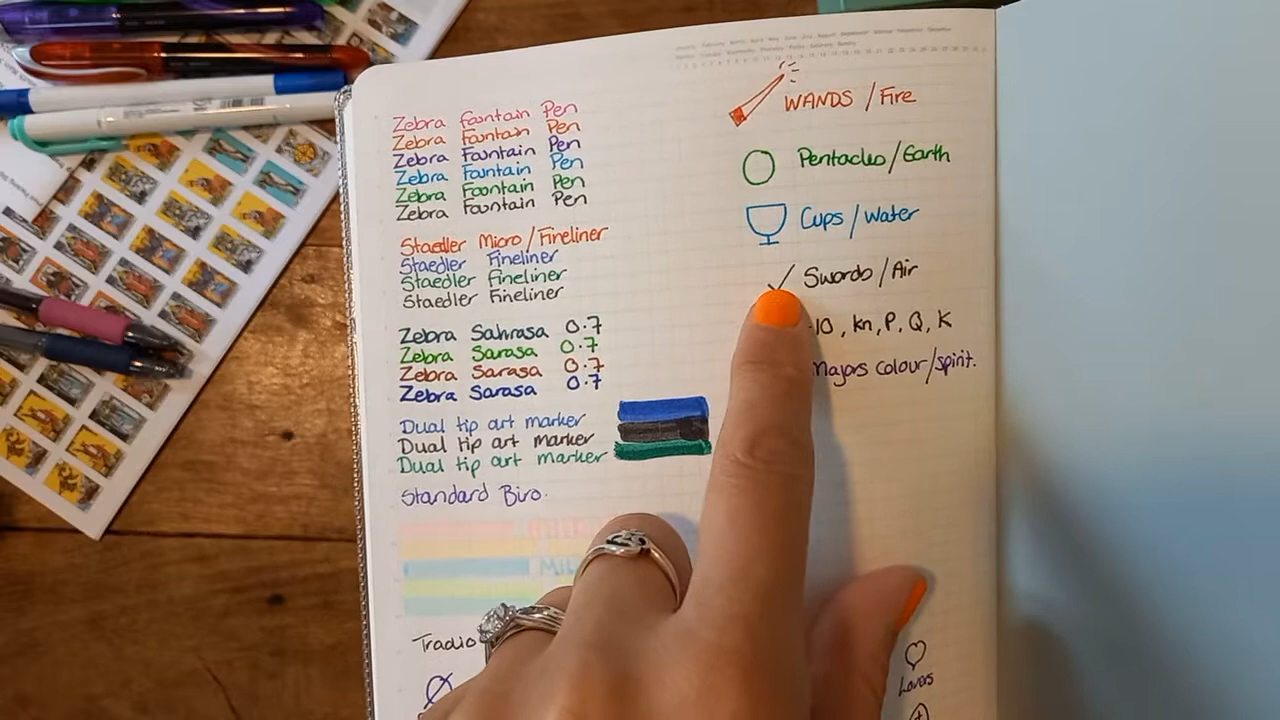 Zebra Fountain Pen
Zebra Fountain Pen
Zebra Fountain Pen
Zebra Fountain Pen
Zebra Fountain Pen
Zebra Fountain Pen
Staedler Micro/Fineliner
Staedler Fineliner
Staedler Fineliner
Staedler Fineliner
Zebra Sahrasa 0.7
Zebra Sarasa 0.7
Zebra Sarasa 0.7
Zebra Sarasa 0.7
Dual tip art marker
Dual tip art marker
Dual tip art marker
Standard Biro.
WANDS / Fire
Pentacles/Earth
Cups / Water
Swords / Air
10, Kn, P, Q, K
Majors colour/spirit.
Lovers